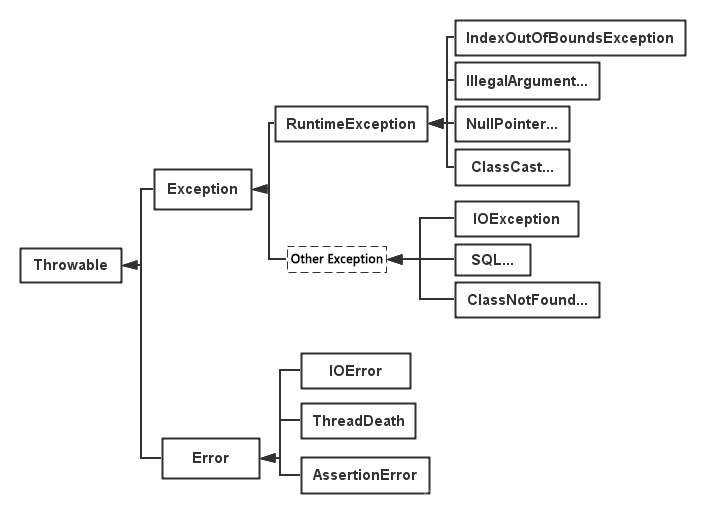 IndexOutOfBoundsException
IllegalArgument...
RuntimeException
NullPointer...
ClassCast...
Exception
IOException
Other Exception
SQL...
Throwable
ClassNotFound...
IOError
ThreadDeath
Error
AssertionError